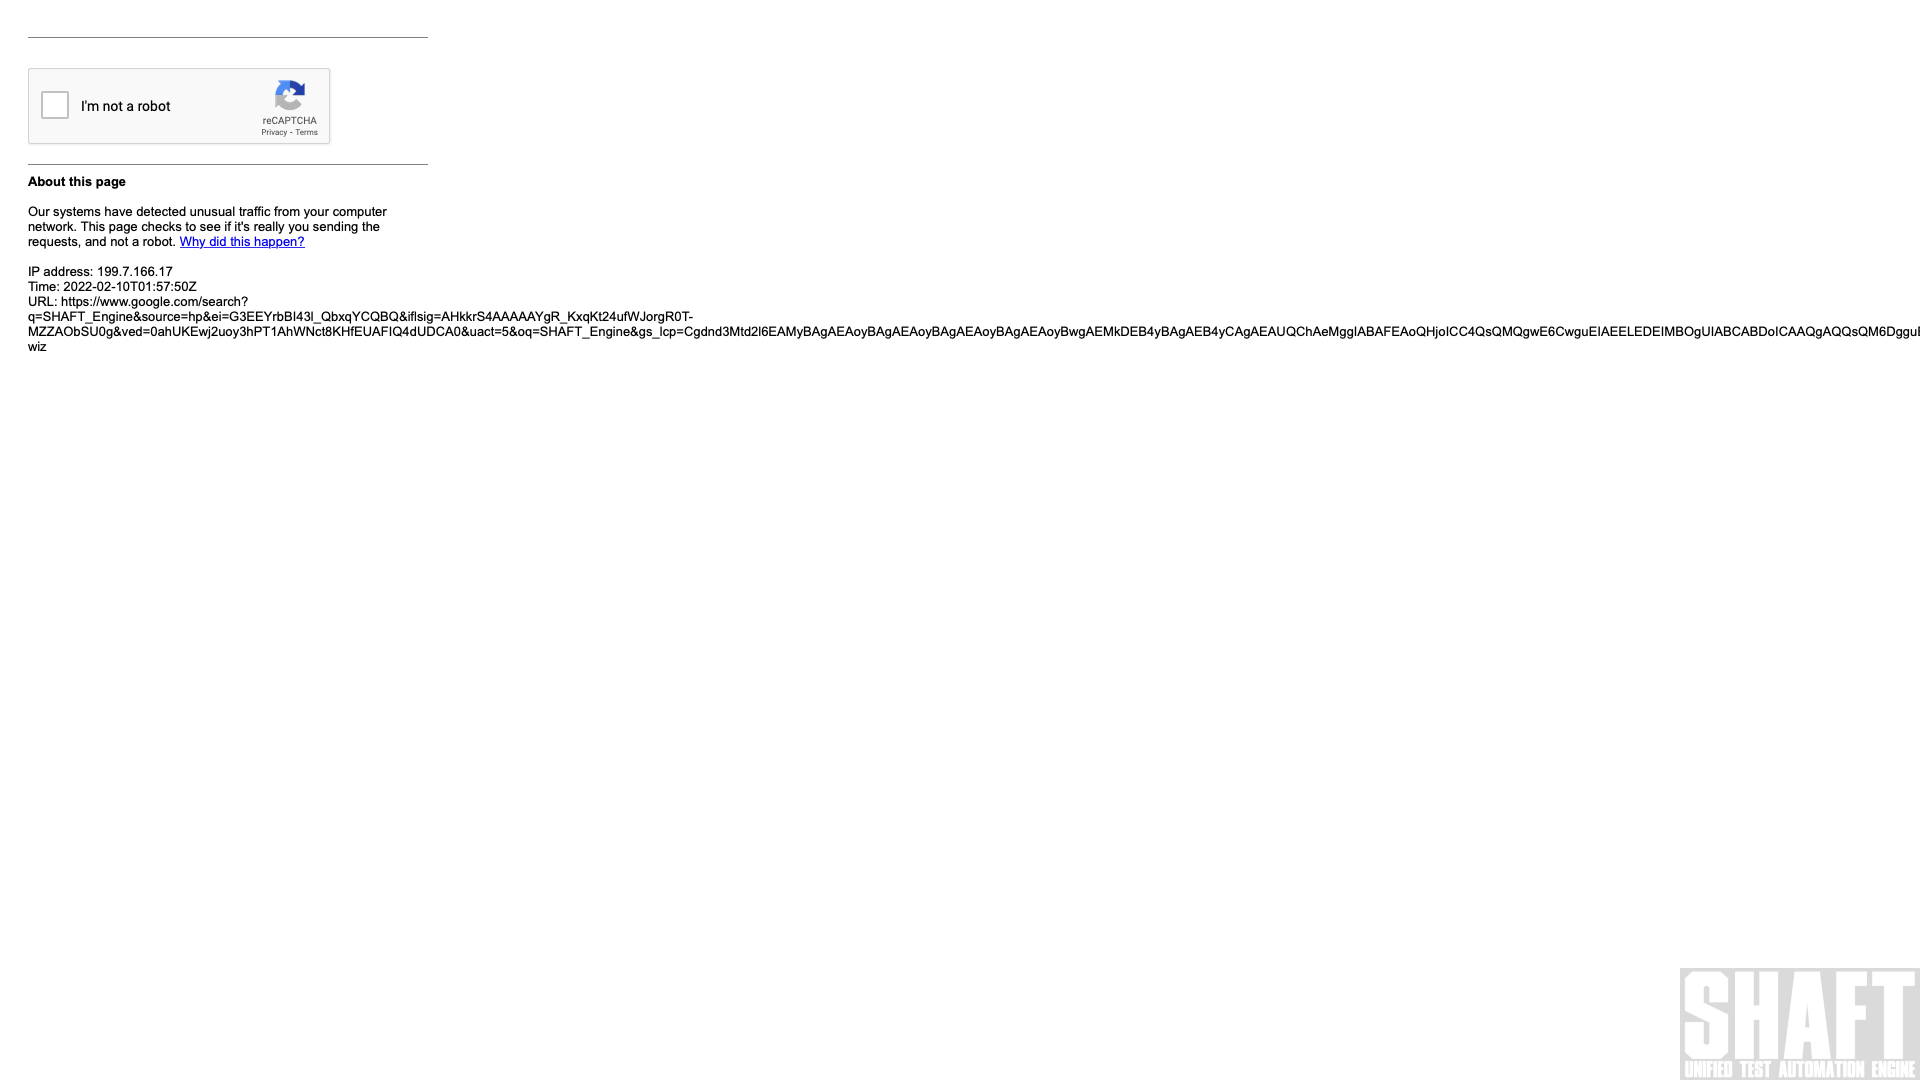 I'm not a robot
reCAPTCHA
Privacy - Terms
About this page
Our systems have detected unusual traffic from your computer
network. This page checks to see if it's really you sending the
requests, and not a robot. Why did this happen?
IP address: 199.7.166.17
Time: 2022-02-10T01:57:50Z
URL: https://www.google.com/search?
q=SHAFT_Engine&source=hp&ei=G3EEYrbBI43l_QbxqYCQBQ&iflsig=AHkkrS4AAAAAYgR_KxqKt24ufWJorgR0T-
MZZAObSU0g&ved=0ahUKEwj2uoy3hPT1AhWNct8KHfEUAFIQ4dUDCA0&uact=5&oq=SHAFT_Engine&gs_lcp=Cgdnd3Mtd2l6EAMyBAgAEAoyBAgAEAoyBAgAEAoyBAgAEAoyBwgAEMkDEB4yBAgAEB4yCAgAEAUQChAeMggIABAFEAoQHjoICC4QsQMQgwE6CwguEIAEELEDEIMBOgUIABCABDoICAAQgAQQsQM6Dggu
wiz
SHAFT
UNIFIED TEST AUTOMATION ENGINE